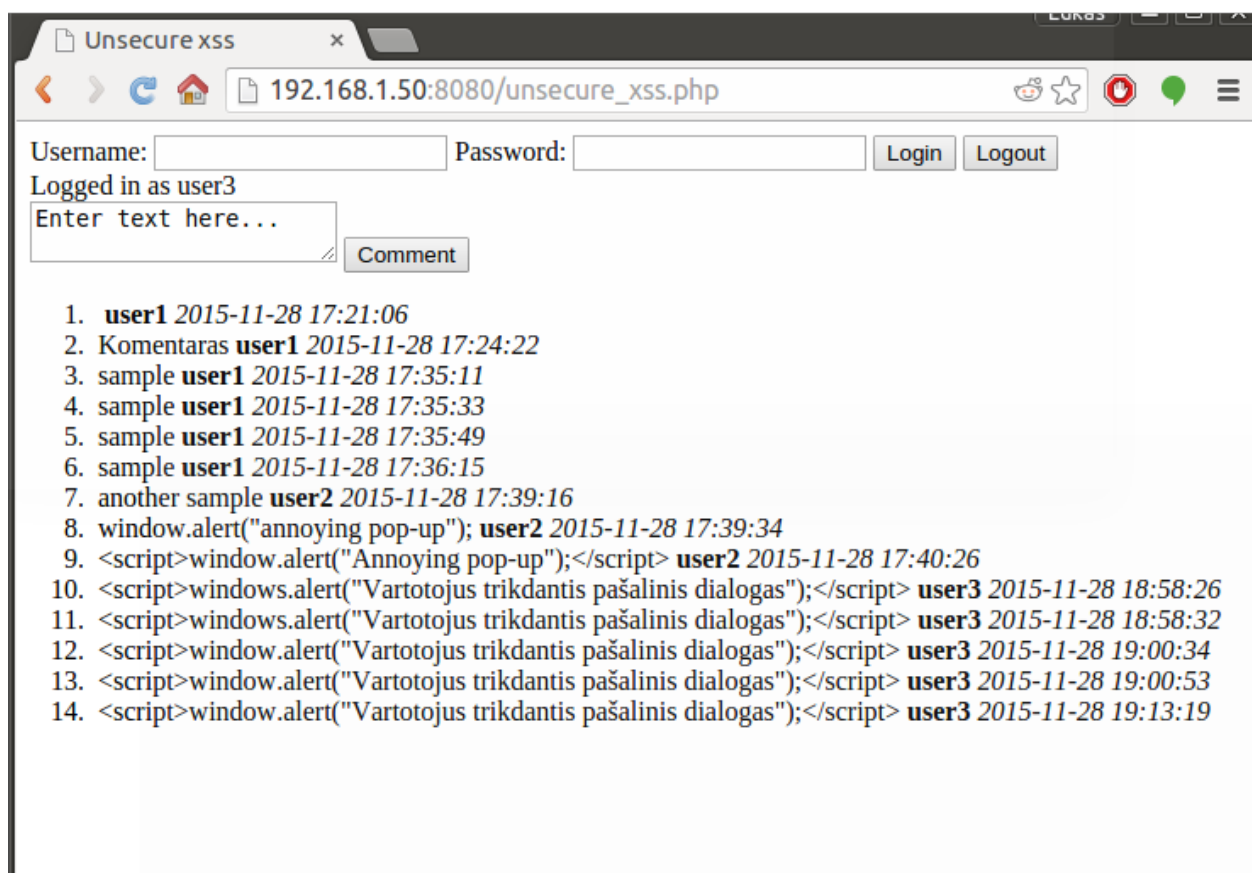 Lukas
Unsecure xss
192.168.1.50:8080/unsecure_xss.php
Username: Password: Login Logout
Logged in as user3
Enter text here...
Comment
1. user1 2015-11-28 17:21:06
2. Komentaras user1 2015-11-28 17:24:22
3. sample user1 2015-11-28 17:35:11
4. sample user1 2015-11-28 17:35:33
5. sample user1 2015-11-28 17:35:49
6. sample user1 2015-11-28 17:36:15
7. another sample user2 2015-11-28 17:39:16
8. window.alert("annoying pop-up"); user2 2015-11-28 17:39:34
9. <script>window.alert("Annoying pop-up");</script> user2 2015-11-28 17:40:26
10. <script>windows.alert("Vartotojus trikdantis pašalinis dialogas");</script> user3 2015-11-28 18:58:26
11. <script>windows.alert("Vartotojus trikdantis pašalinis dialogas");</script> user3 2015-11-28 18:58:32
12. <script>window.alert("Vartotojus trikdantis pašalinis dialogas");</script> user3 2015-11-28 19:00:34
13. <script>window.alert("Vartotojus trikdantis pašalinis dialogas");</script> user3 2015-11-28 19:00:53
14. <script>window.alert("Vartotojus trikdantis pašalinis dialogas");</script> user3 2015-11-28 19:13:19